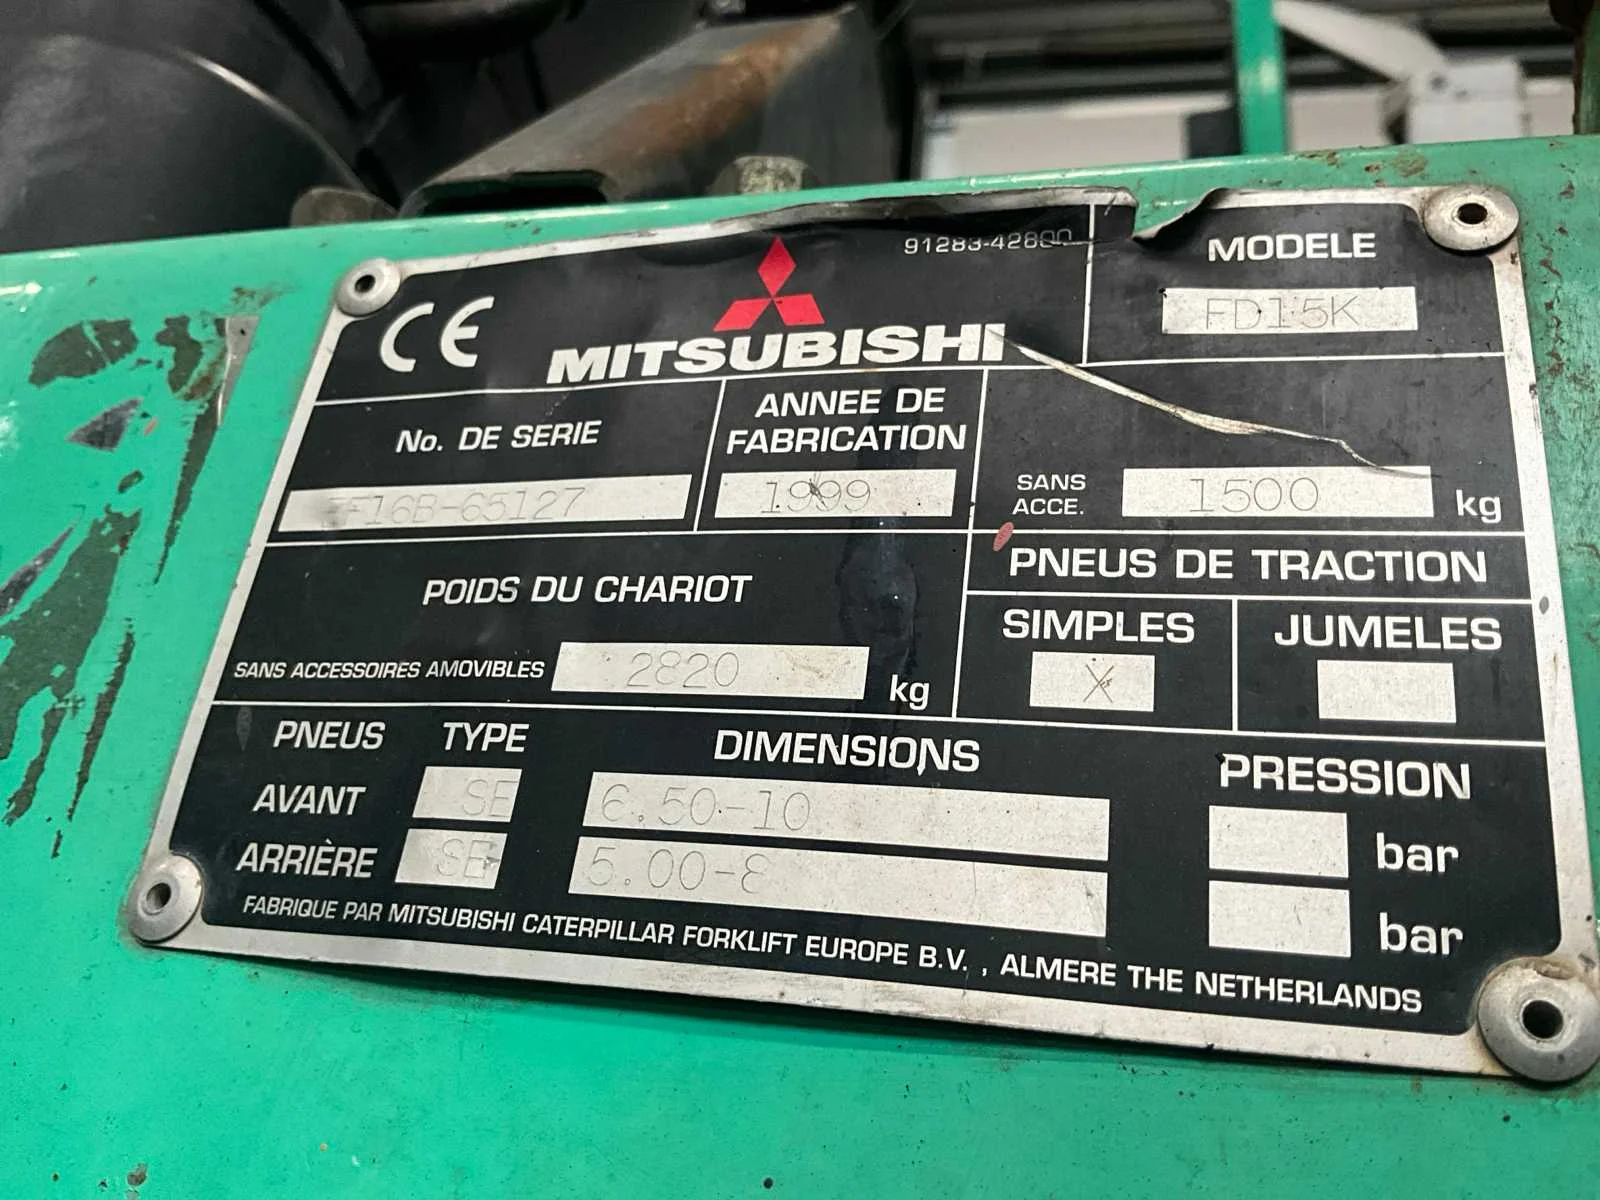 91283-42800
MODELE
FD15K
CE
MITSUBISHI
No. DE SERIE
ANNEE DE
FABRICATION
1999
SANS
ACCE.
1500
kg
POIDS DU CHARIOT
SANS ACCESSOIRES AMOVIBLES
2820
kg
PNEUS DE TRACTION
SIMPLES
JUMELES
X
PNEUS
TYPE
DIMENSIONS
PRESSION
AVANT
SE
6.50-10
bar
ARRIÈRE
SE
5.00-8
bar
FABRIQUE PAR MITSUBISHI CATERPILLAR FORKLIFT EUROPE B.V. , ALMERE THE NETHERLANDS